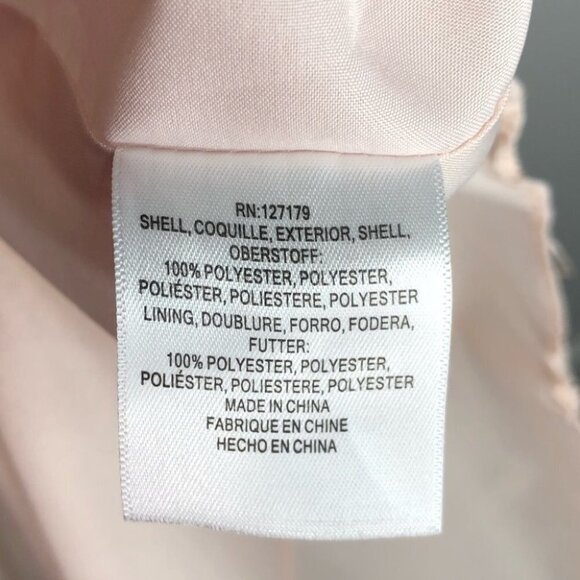 RN:127179
SHELL, COQUILLE, EXTERIOR, SHELL,
OBERSTOFF:
100% POLYESTER, POLYESTER,
POLIÉSTER, POLIESTERE, POLYESTER
LINING, DOUBLURE, FORRO, FODERA,
FUTTER:
100% POLYESTER, POLYESTER,
POLIÉSTER, POLIESTERE, POLYESTER
MADE IN CHINA
FABRIQUE EN CHINE
HECHO EN CHINA